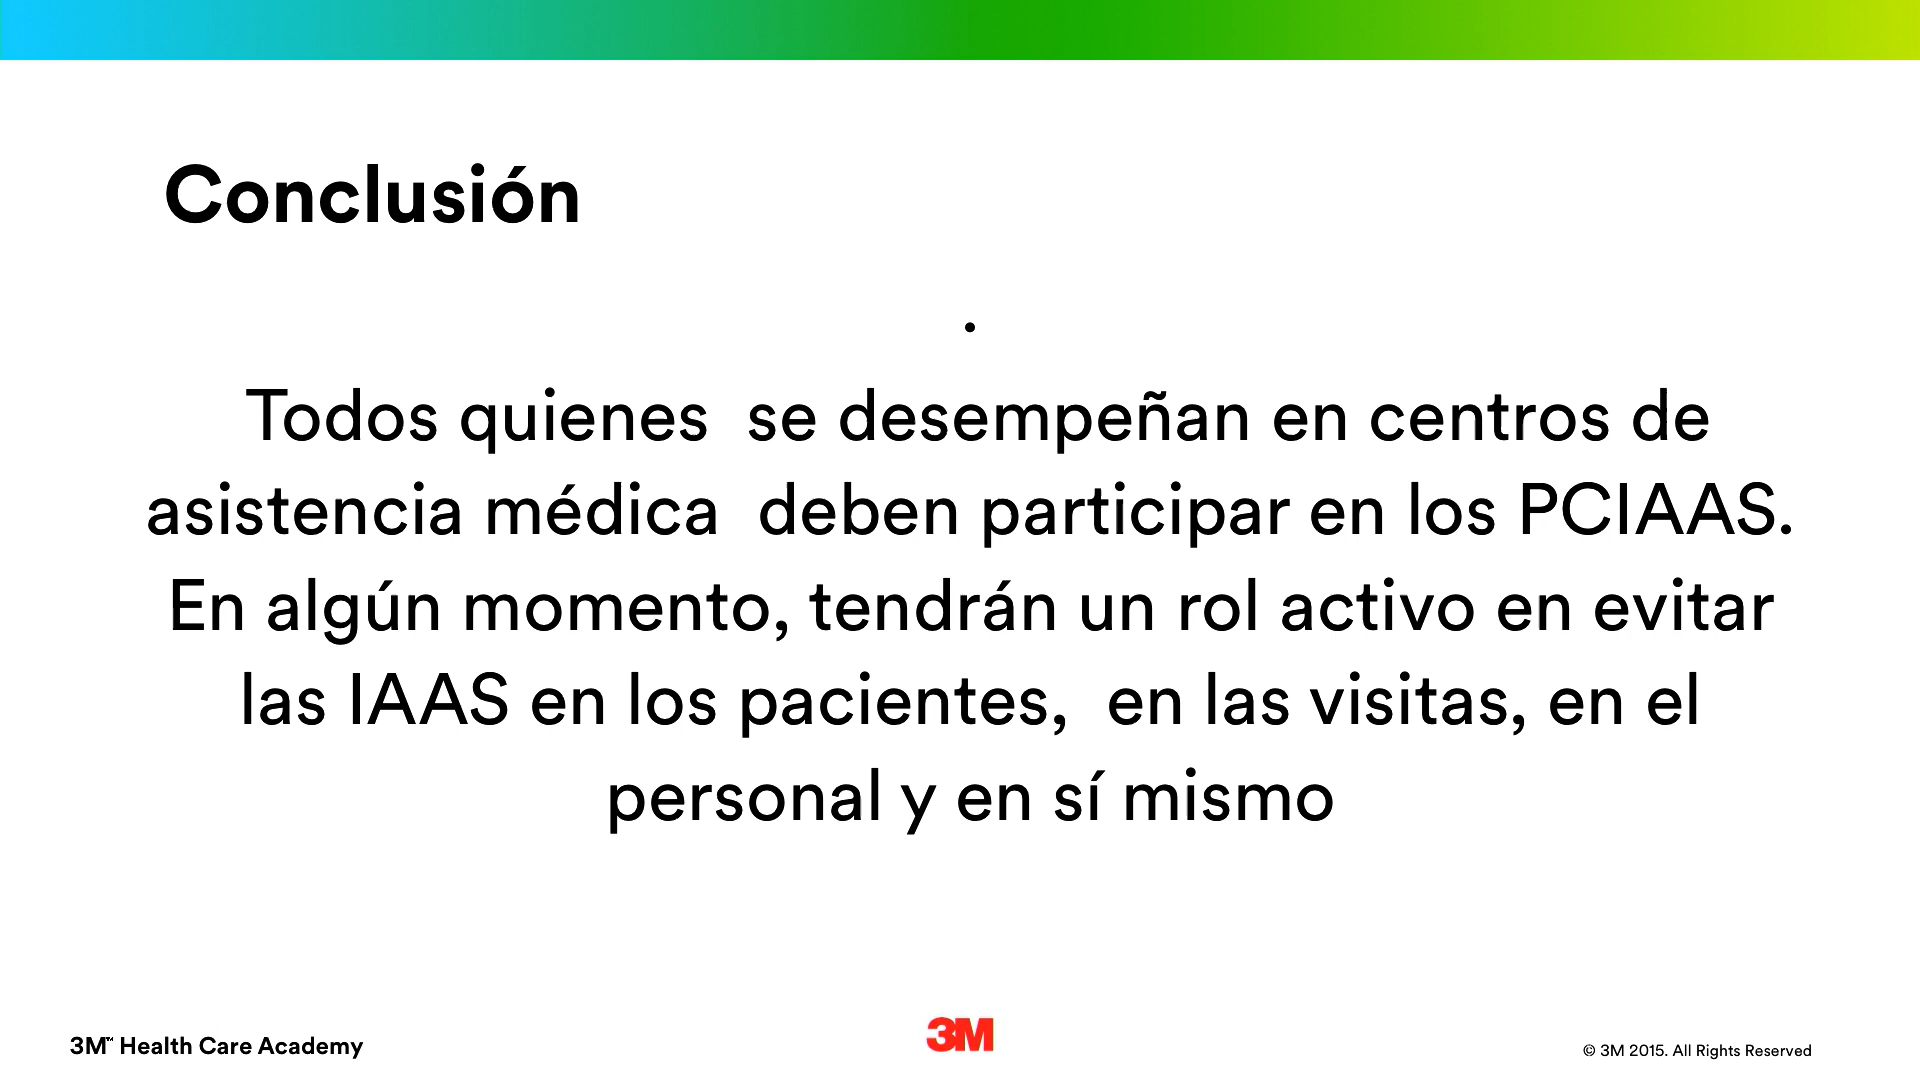 Conclusión
.
Todos quienes  se desempeñan en centros de
asistencia médica  deben participar en los PCIAAS.
En algún momento, tendrán un rol activo en evitar
las IAAS en los pacientes,  en las visitas, en el
personal y en sí mismo
3M™ Health Care Academy
3M
© 3M 2015. All Rights Reserved